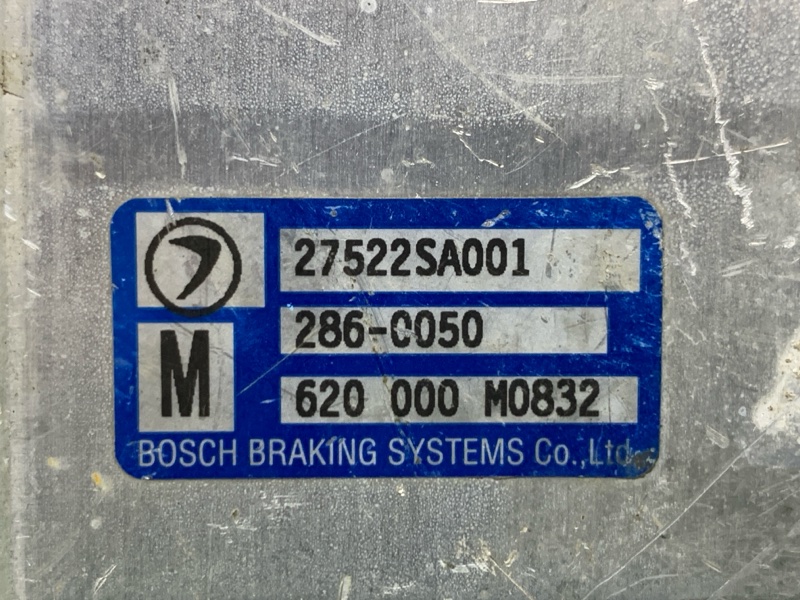 27522SA001
286-0050
M
620 000 M0832
BOSCH BRAKING SYSTEMS Co.,Ltd.